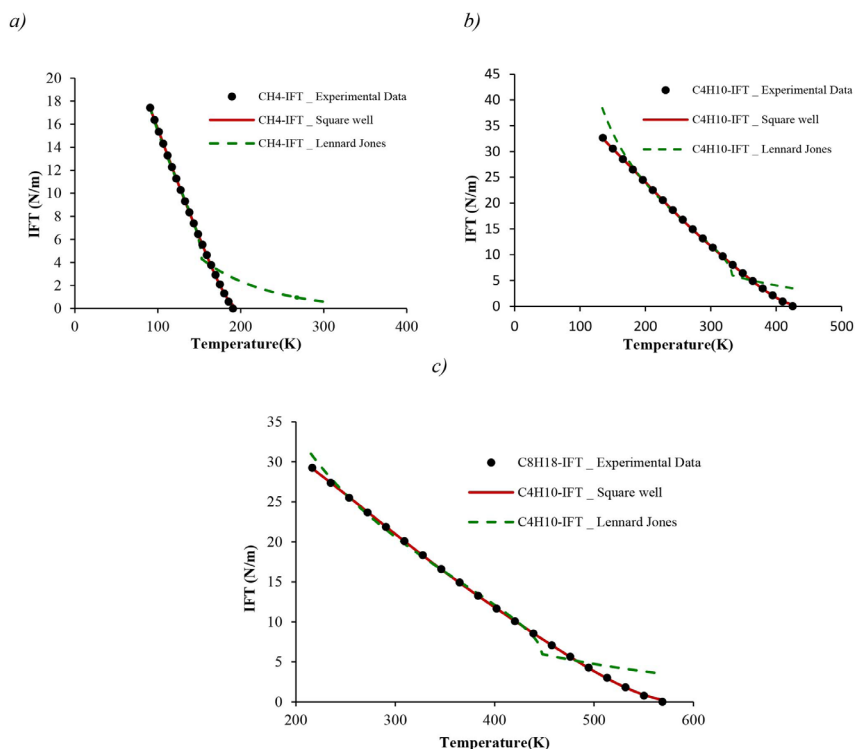 a)
20
18
16
14
12
10
8
6
4
2
0
IFT (N/m)
CH4-IFT _ Experimental Data
CH4-IFT _ Square well
CH4-IFT _ Lennard Jones
0
100
200
300
400
Temperature(K)
b)
45
40
35
30
25
20
15
10
5
0
IFT (N/m)
C4H10-IFT _ Experimental Data
C4H10-IFT _ Square well
C4H10-IFT _ Lennard Jones
0
100
200
300
400
500
Temperature(K)
c)
35
30
25
20
15
10
5
0
IFT (N/m)
C8H18-IFT _ Experimental Data
C4H10-IFT _ Square well
C4H10-IFT _ Lennard Jones
200
300
400
500
600
Temperature(K)